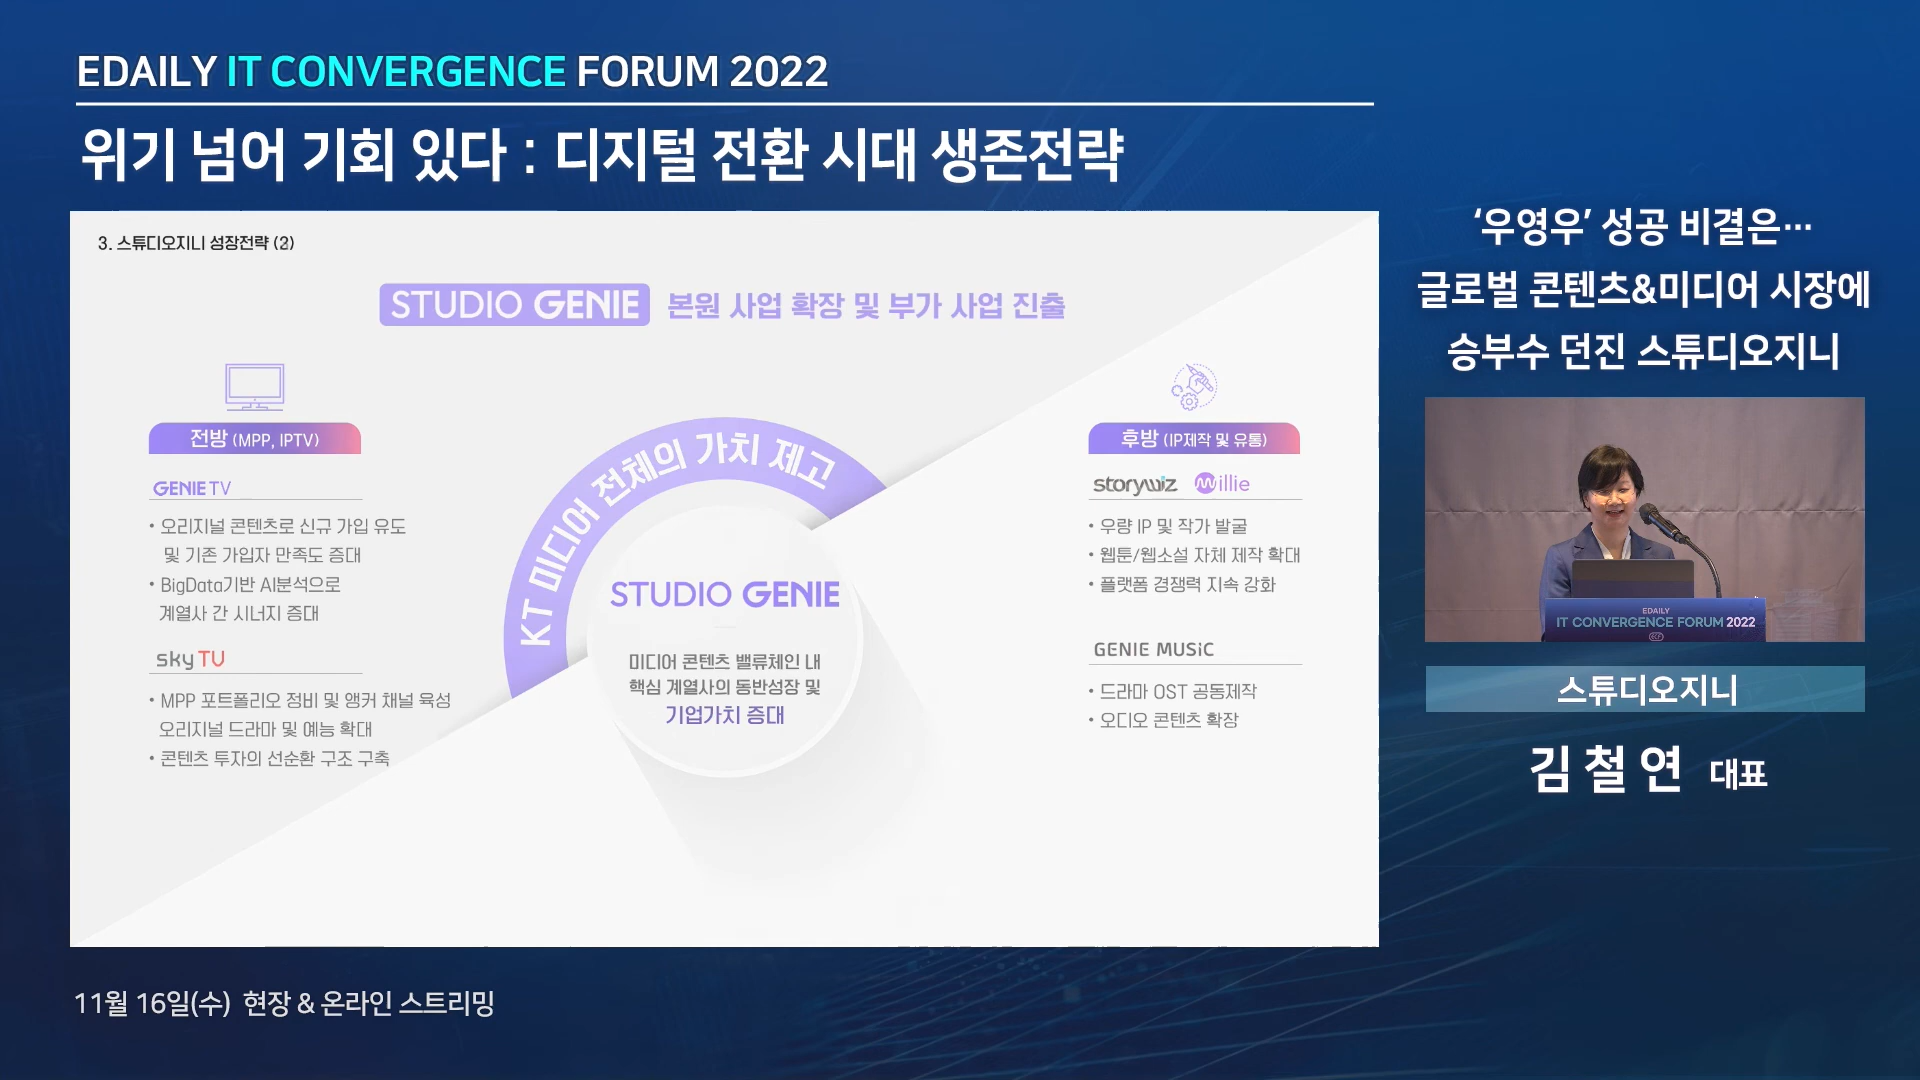 EDAILY IT CONVERGENCE FORUM 2022
위기 넘어 기회 있다 : 디지털 전환 시대 생존전략
3. 스튜디오지니 성장전략 (2)
STUDIO GENIE 본원 사업 확장 및 부가 사업 진출
전방 (MPP, IPTV)
GENIE TV
• 오리지널 콘텐츠로 신규 가입 유도
및 기존 가입자 만족도 증대
• BigData기반 AI분석으로
계열사 간 시너지 증대
sky TV
• MPP 포트폴리오 정비 및 앵커 채널 육성
오리지널 드라마 및 예능 확대
• 콘텐츠 투자의 선순환 구조 구축
KT 미디어 전체의 가치 제고
STUDIO GENIE
미디어 콘텐츠 밸류체인 내
핵심 계열사의 동반성장 및
기업가치 증대
후방 (IP제작 및 유통)
storywiz millie
• 우량 IP 및 작가 발굴
• 웹툰/웹소설 자체 제작 확대
• 플랫폼 경쟁력 지속 강화
GENIE MUSiC
• 드라마 OST 공동제작
• 오디오 콘텐츠 확장
‘우영우’ 성공 비결은…
글로벌 콘텐츠&미디어 시장에
승부수 던진 스튜디오지니
EDAILY
IT CONVERGENCE FORUM 2022
스튜디오지니
김철연 대표
11월 16일(수) 현장 & 온라인 스트리밍